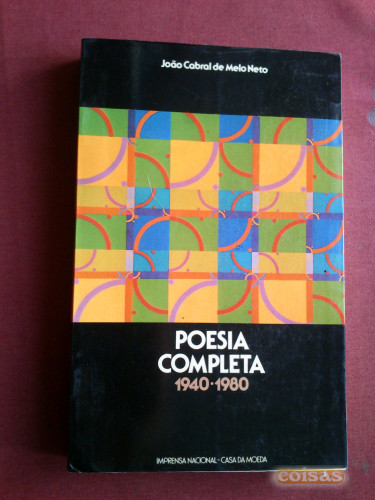 João Cabral de Melo Neto
POESIA
COMPLETA
1940·1980
IMPRENSA NACIONAL - CASA DA MOEDA
coisas